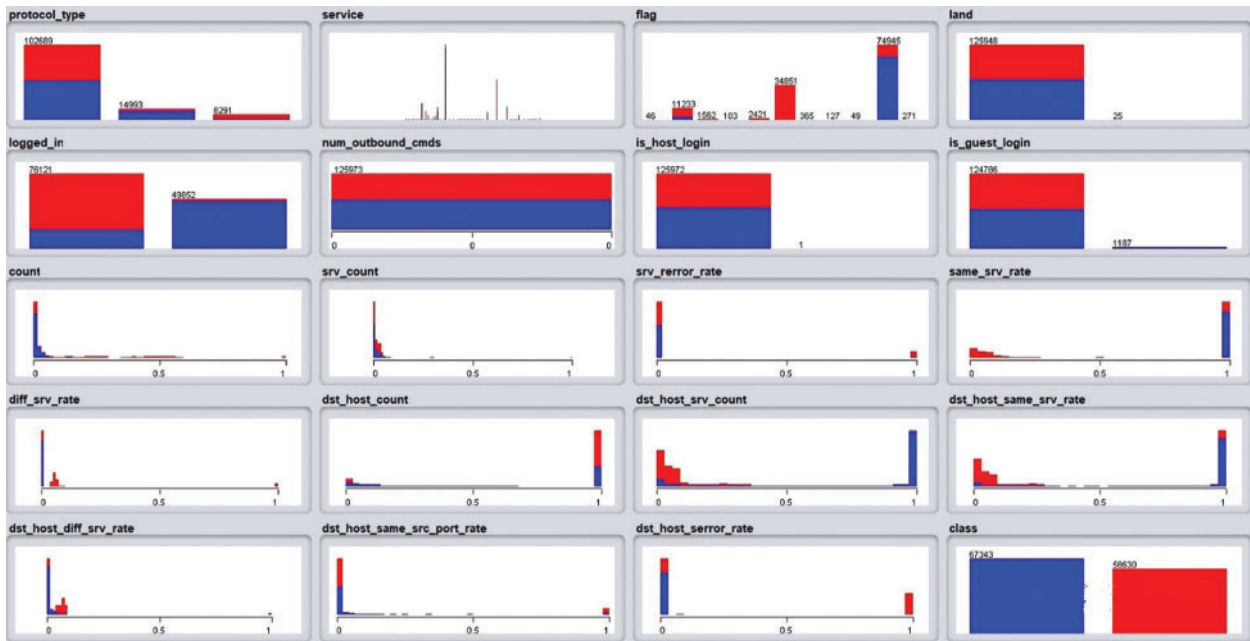 protocol_type service flag land
102689 14993 8291
46 11233 1562 103 2421 34851 365 127 49 74945 271
125948 25
logged_in num_outbound_cmds is_host_login is_guest_login
76121 49852
125973
0 0 0
125972 1
124786 1187
count srv_count srv_rerror_rate same_srv_rate
0 0.5 1 0 0.5 1 0 0.5 1 0 0.5 1
diff_srv_rate dst_host_count dst_host_srv_count dst_host_same_srv_rate
0 0.5 1 0 0.5 1 0 0.5 1 0 0.5 1
dst_host_diff_srv_rate dst_host_same_src_port_rate dst_host_serror_rate class
67343 58630
0 0.5 1 0 0.5 1 0 0.5 1